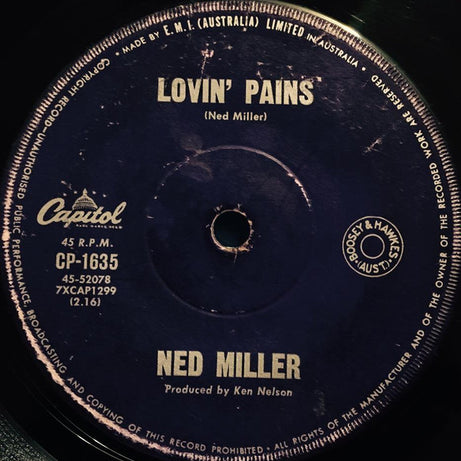 • MADE BY E.M.I. (AUSTRALIA) LIMITED IN AUSTRALIA •
COPYRIGHT RECORD-UNAUTHORISED PUBLIC PERFORMANCE, BROADCASTING AND COPYING OF THIS RECORD PROHIBITED • ALL RIGHTS OF THE MANUFACTURER AND OF THE OWNER OF THE RECORDED WORK ARE RESERVED
LOVIN' PAINS
(Ned Miller)
Capitol
45 R.P.M.
CP-1635
45-52078
7XCAP1299
(2.16)
BOOSEY & HAWKES
(AUST)
NED MILLER
Produced by Ken Nelson